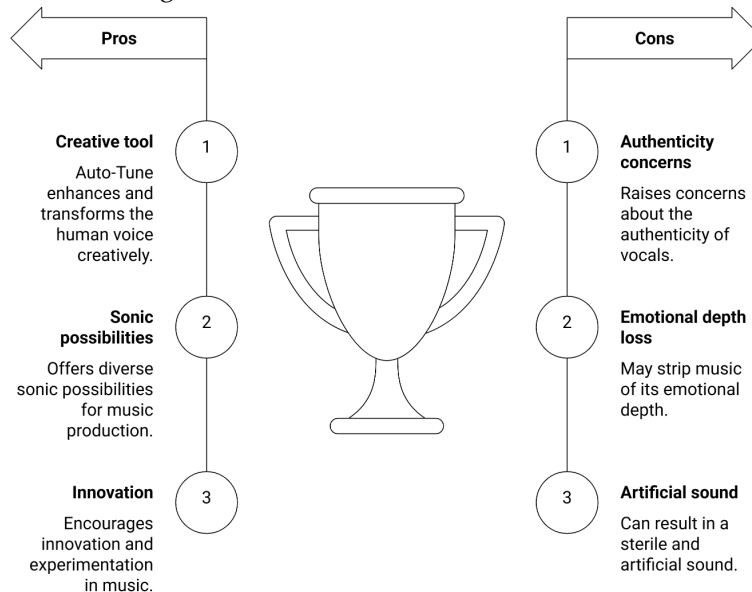 Pros
Cons
1
Creative tool
Auto-Tune
enhances and
transforms the
human voice
creatively.
2
Sonic
possibilities
Offers diverse
sonic possibilities
for music
production.
3
Innovation
Encourages
innovation and
experimentation
in music.
1
Authenticity
concerns
Raises concerns
about the
authenticity of
vocals.
2
Emotional depth
loss
May strip music
of its emotional
depth.
3
Artificial sound
Can result in a
sterile and
artificial sound.